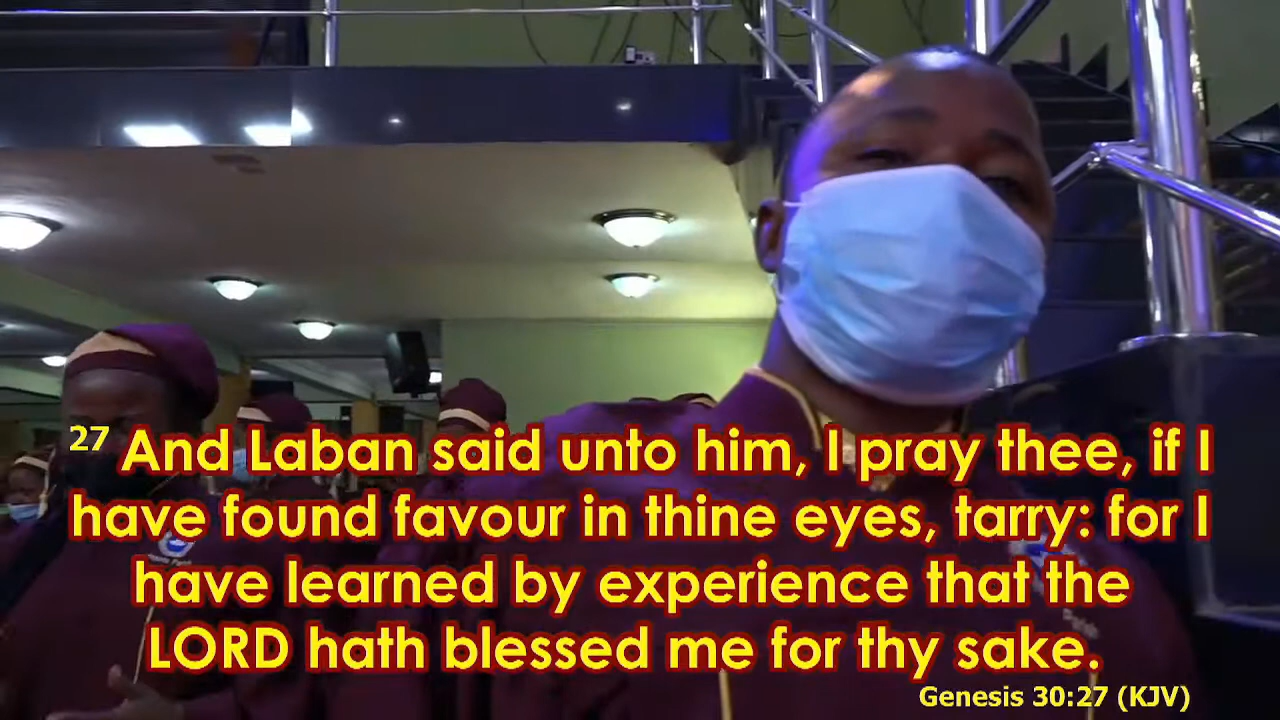 27 And Laban said unto him, I pray thee, if I
have found favour in thine eyes, tarry: for I
have learned by experience that the
LORD hath blessed me for thy sake.
Genesis 30:27 (KJV)